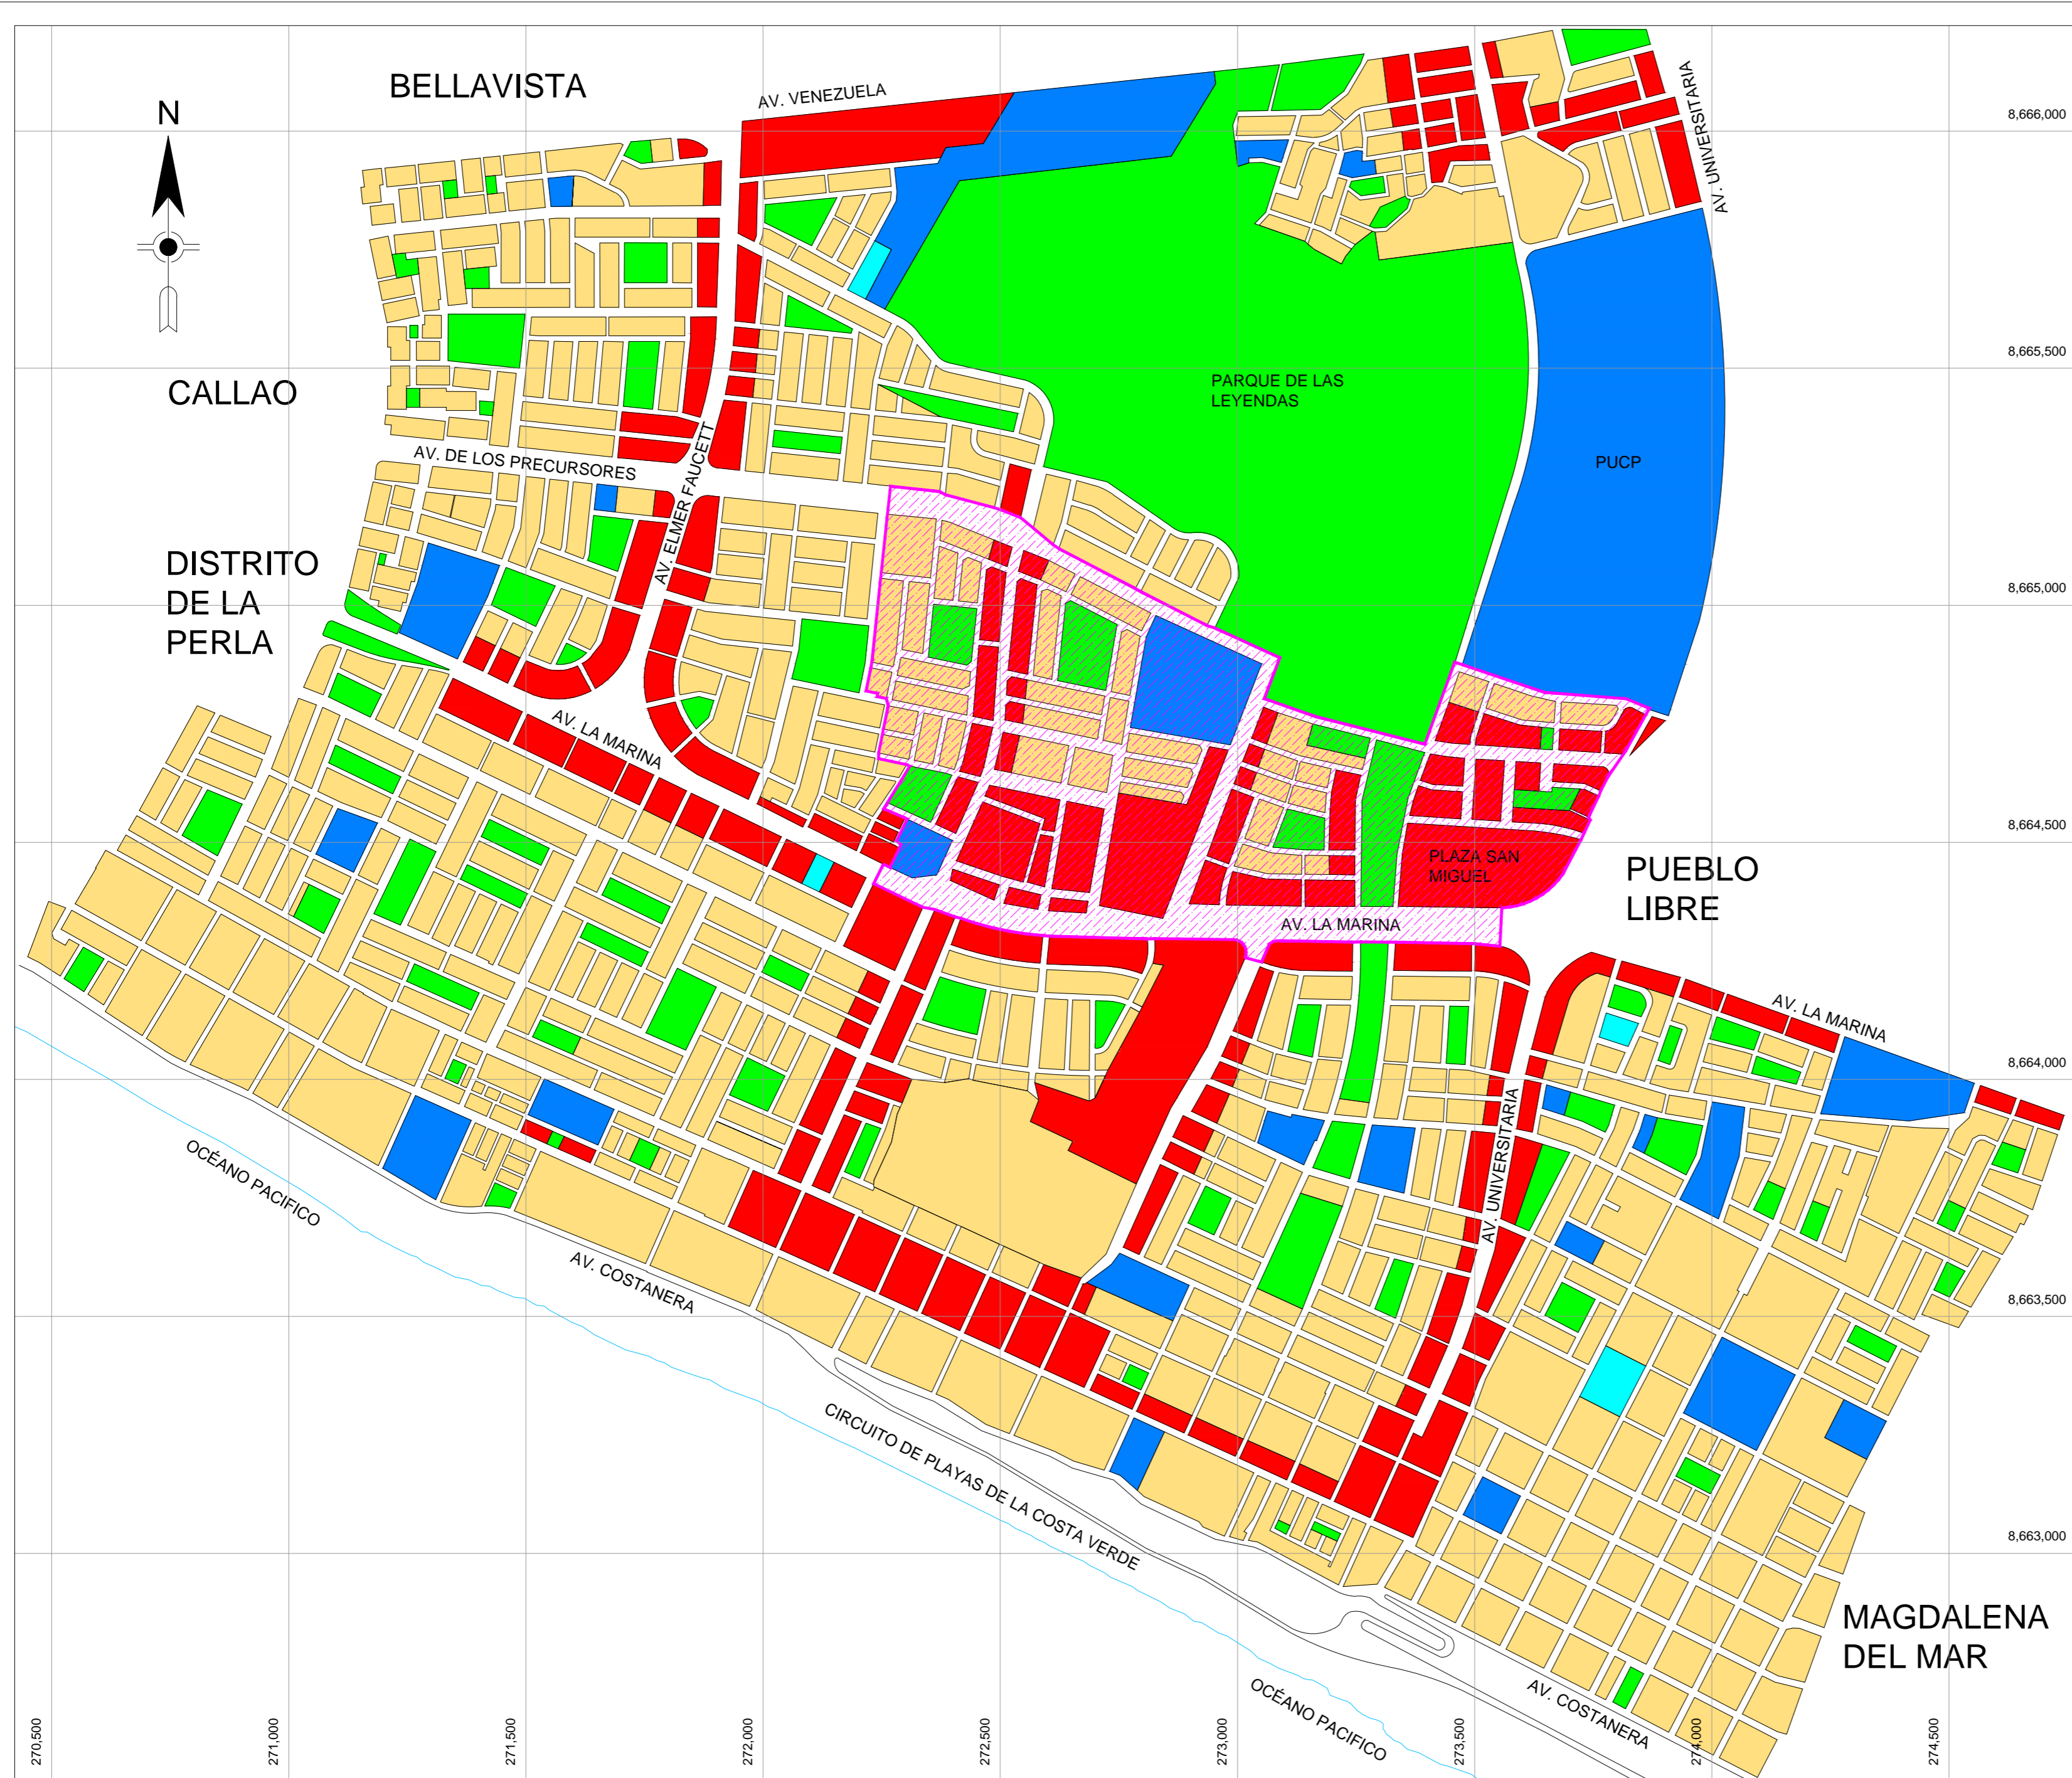 BELLAVISTA
N
AV. VENEZUELA
AV. UNIVERSITARIA
8,666,000
CALLAO
PARQUE DE LAS
LEYENDAS
8,665,500
AV. DE LOS PRECURSORES
AV. ELMER FAUCETT
PUCP
DISTRITO
DE LA
PERLA
8,665,000
AV. LA MARINA
PLAZA SAN
MIGUEL
8,664,500
PUEBLO
LIBRE
AV. LA MARINA
AV. LA MARINA
8,664,000
OCÉANO PACIFICO
AV. UNIVERSITARIA
AV. COSTANERA
8,663,500
CIRCUITO DE PLAYAS DE LA COSTA VERDE
8,663,000
MAGDALENA
DEL MAR
OCÉANO PACIFICO
AV. COSTANERA
270,500
271,000
271,500
272,000
272,500
273,000
273,500
274,000
274,500